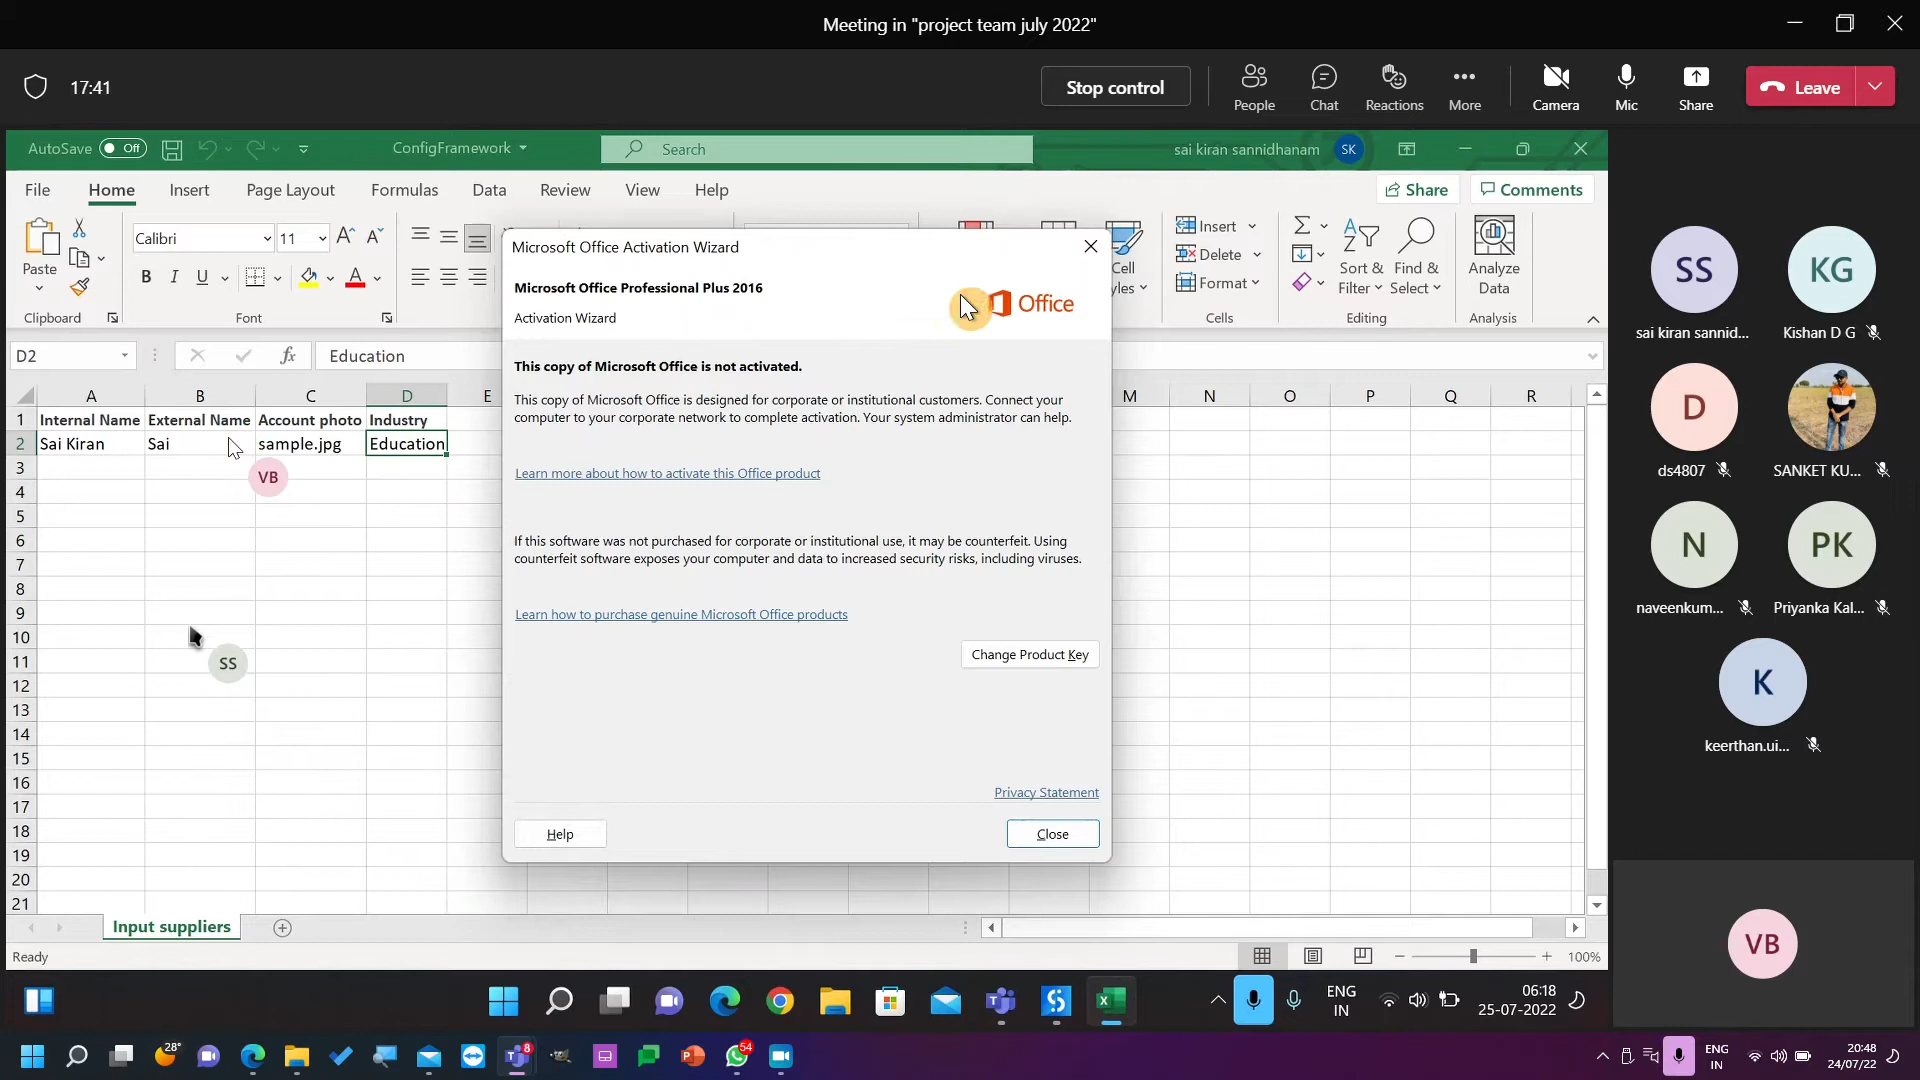 Meeting in "project team july 2022"
17:41
Stop control
People
Chat
Reactions
More
Camera
Mic
Share
Leave
AutoSave
Off
ConfigFramework
Search
sai kiran sannidhanam
SK
File
Home
Insert
Page Layout
Formulas
Data
Review
View
Help
Share
Comments
Paste
Calibri
11
B I U
Insert
Delete
Format
Sort &
Filter
Find &
Select
Analyze
Data
Clipboard
Font
Cells
Editing
Analysis
D2
fx
Education
A B C D E M N O P Q R
1 Internal Name External Name Account photo Industry
2 Sai Kiran Sai sample.jpg Education
3
4
5
6
7
8
9
10
11
12
13
14
15
16
17
18
19
20
21
VB
SS
Microsoft Office Activation Wizard
Microsoft Office Professional Plus 2016
Activation Wizard
Office
This copy of Microsoft Office is not activated.
This copy of Microsoft Office is designed for corporate or institutional customers. Connect your
computer to your corporate network to complete activation. Your system administrator can help.
Learn more about how to activate this Office product
If this software was not purchased for corporate or institutional use, it may be counterfeit. Using
counterfeit software exposes your computer and data to increased security risks, including viruses.
Learn how to purchase genuine Microsoft Office products
Change Product Key
Privacy Statement
Help
Close
Cell
Input suppliers
Ready
100%
SS
sai kiran sannid...
KG
Kishan D G
D
ds4807
SANKET KU...
N
naveenkum...
PK
Priyanka Kal...
K
keerthan.ui...
VB
ENG
IN
06:18
25-07-2022
28°
8
54
ENG
IN
20:48
24/07/22